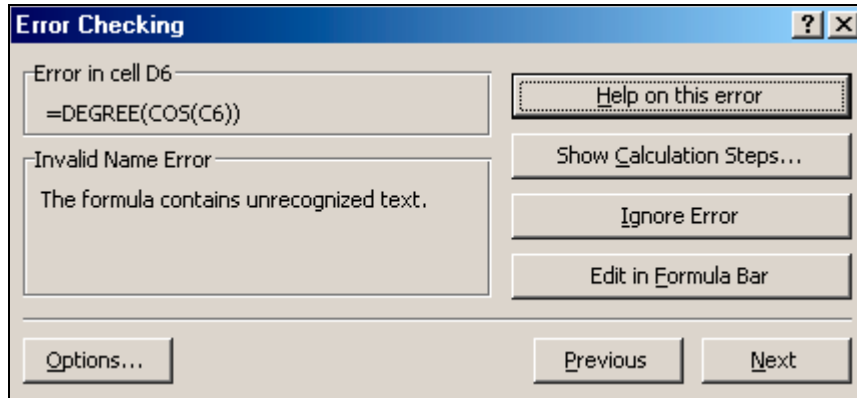 Error Checking
Error in cell D6
=DEGREE(COS(C6))
Invalid Name Error
The formula contains unrecognized text.
Help on this error
Show Calculation Steps...
Ignore Error
Edit in Formula Bar
Options...
Previous
Next